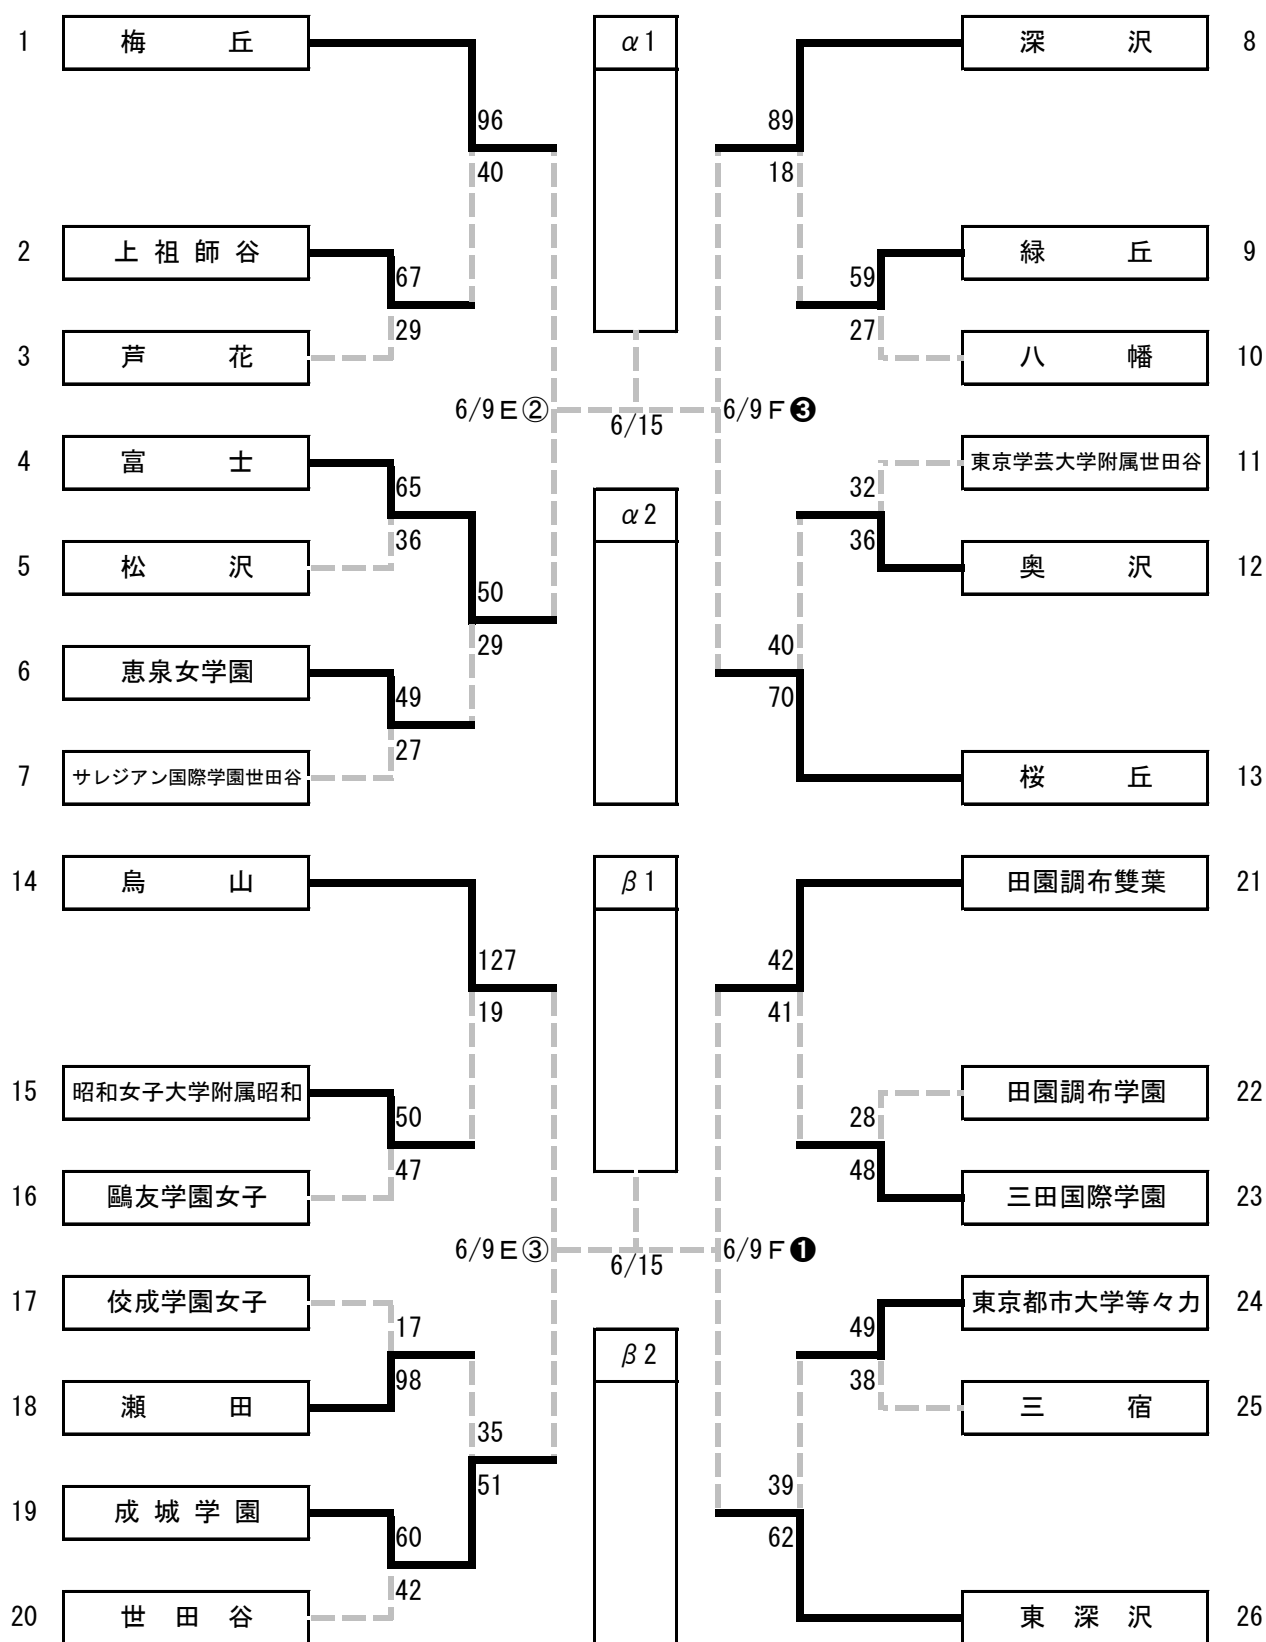 1 梅 丘
α1
深 沢 8
96
89
40
18
2 上 祖 師 谷
緑 丘 9
67
59
29
27
3 芦 花
八 幡 10
6/9 E②
6/15
6/9 F❸
4 富 士
東京学芸大学附属世田谷 11
65
32
α2
36
36
5 松 沢
奥 沢 12
50
29
40
6 恵泉女学園
49
70
27
7 サレジアン国際学園世田谷
桜 丘 13
14 烏 山
β1
田園調布雙葉 21
127
42
19
41
15 昭和女子大学附属昭和
田園調布学園 22
50
28
47
48
16 鷗友学園女子
三田国際学園 23
6/9 E③
6/15
6/9 F❶
17 佼成学園女子
東京都市大学等々力 24
17
49
β2
98
38
18 瀬 田
三 宿 25
35
51
39
19 成 城 学 園
60
62
42
20 世 田 谷
東 深 沢 26